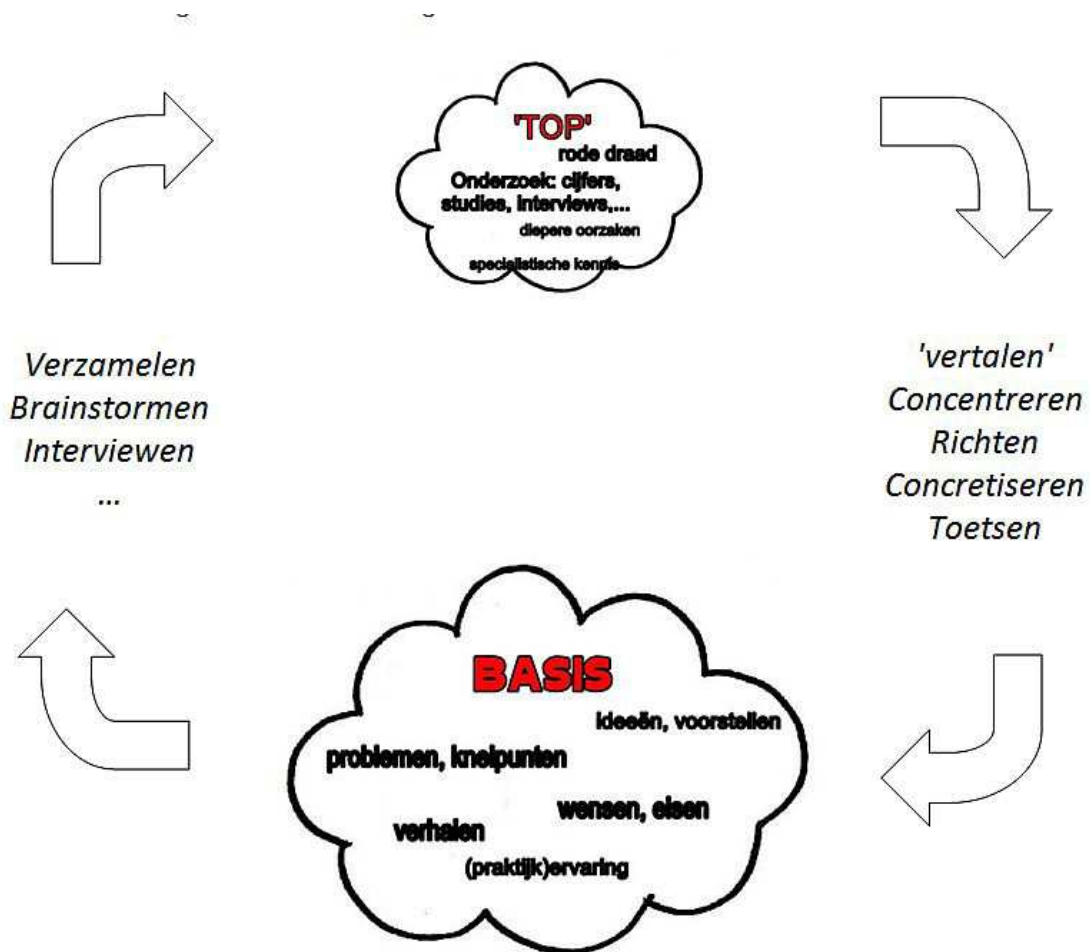 'TOP'
rode draad
Onderzoek: cijfers,
studies, interviews,...
diepere oorzaken
specialistische kennis
Verzamelen
Brainstormen
Interviewen
...
'vertalen'
Concentreren
Richten
Concretiseren
Toetsen
BASIS
ideeën, voorstellen
problemen, knelpunten
wensen, eisen
verhalen
(praktijk)ervaring